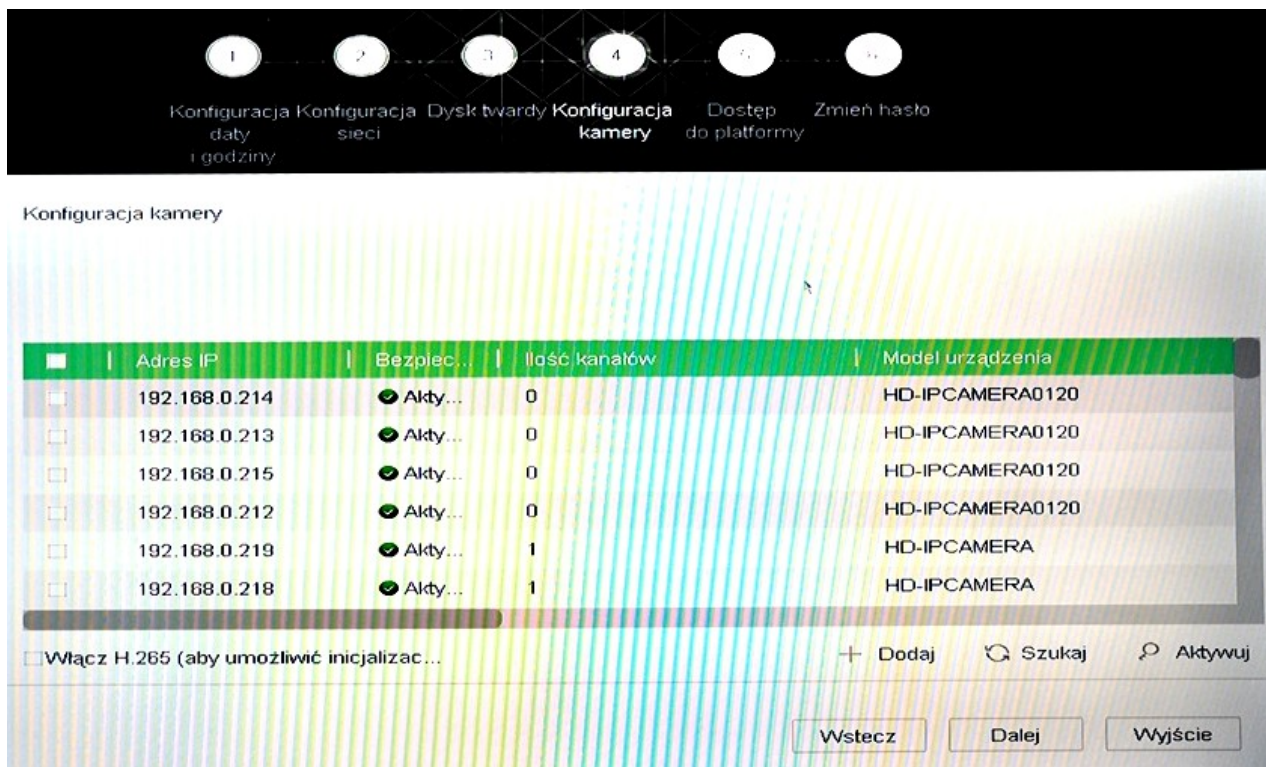 1 2 3 4 5 6
Konfiguracja Konfiguracja Dysk twardy Konfiguracja Dostęp Zmień hasło
daty sieci kamery do platformy
i godziny
Konfiguracja kamery
Adres IP Bezpiec... Ilość kanałów Model urządzenia
192.168.0.214 Akty... 0 HD-IPCAMERA0120
192.168.0.213 Akty... 0 HD-IPCAMERA0120
192.168.0.215 Akty... 0 HD-IPCAMERA0120
192.168.0.212 Akty... 0 HD-IPCAMERA0120
192.168.0.219 Akty... 1 HD-IPCAMERA
192.168.0.218 Akty... 1 HD-IPCAMERA
Włącz H.265 (aby umożliwić inicjalizac... Dodaj Szukaj Aktywuj
Wstecz Dalej Wyjście